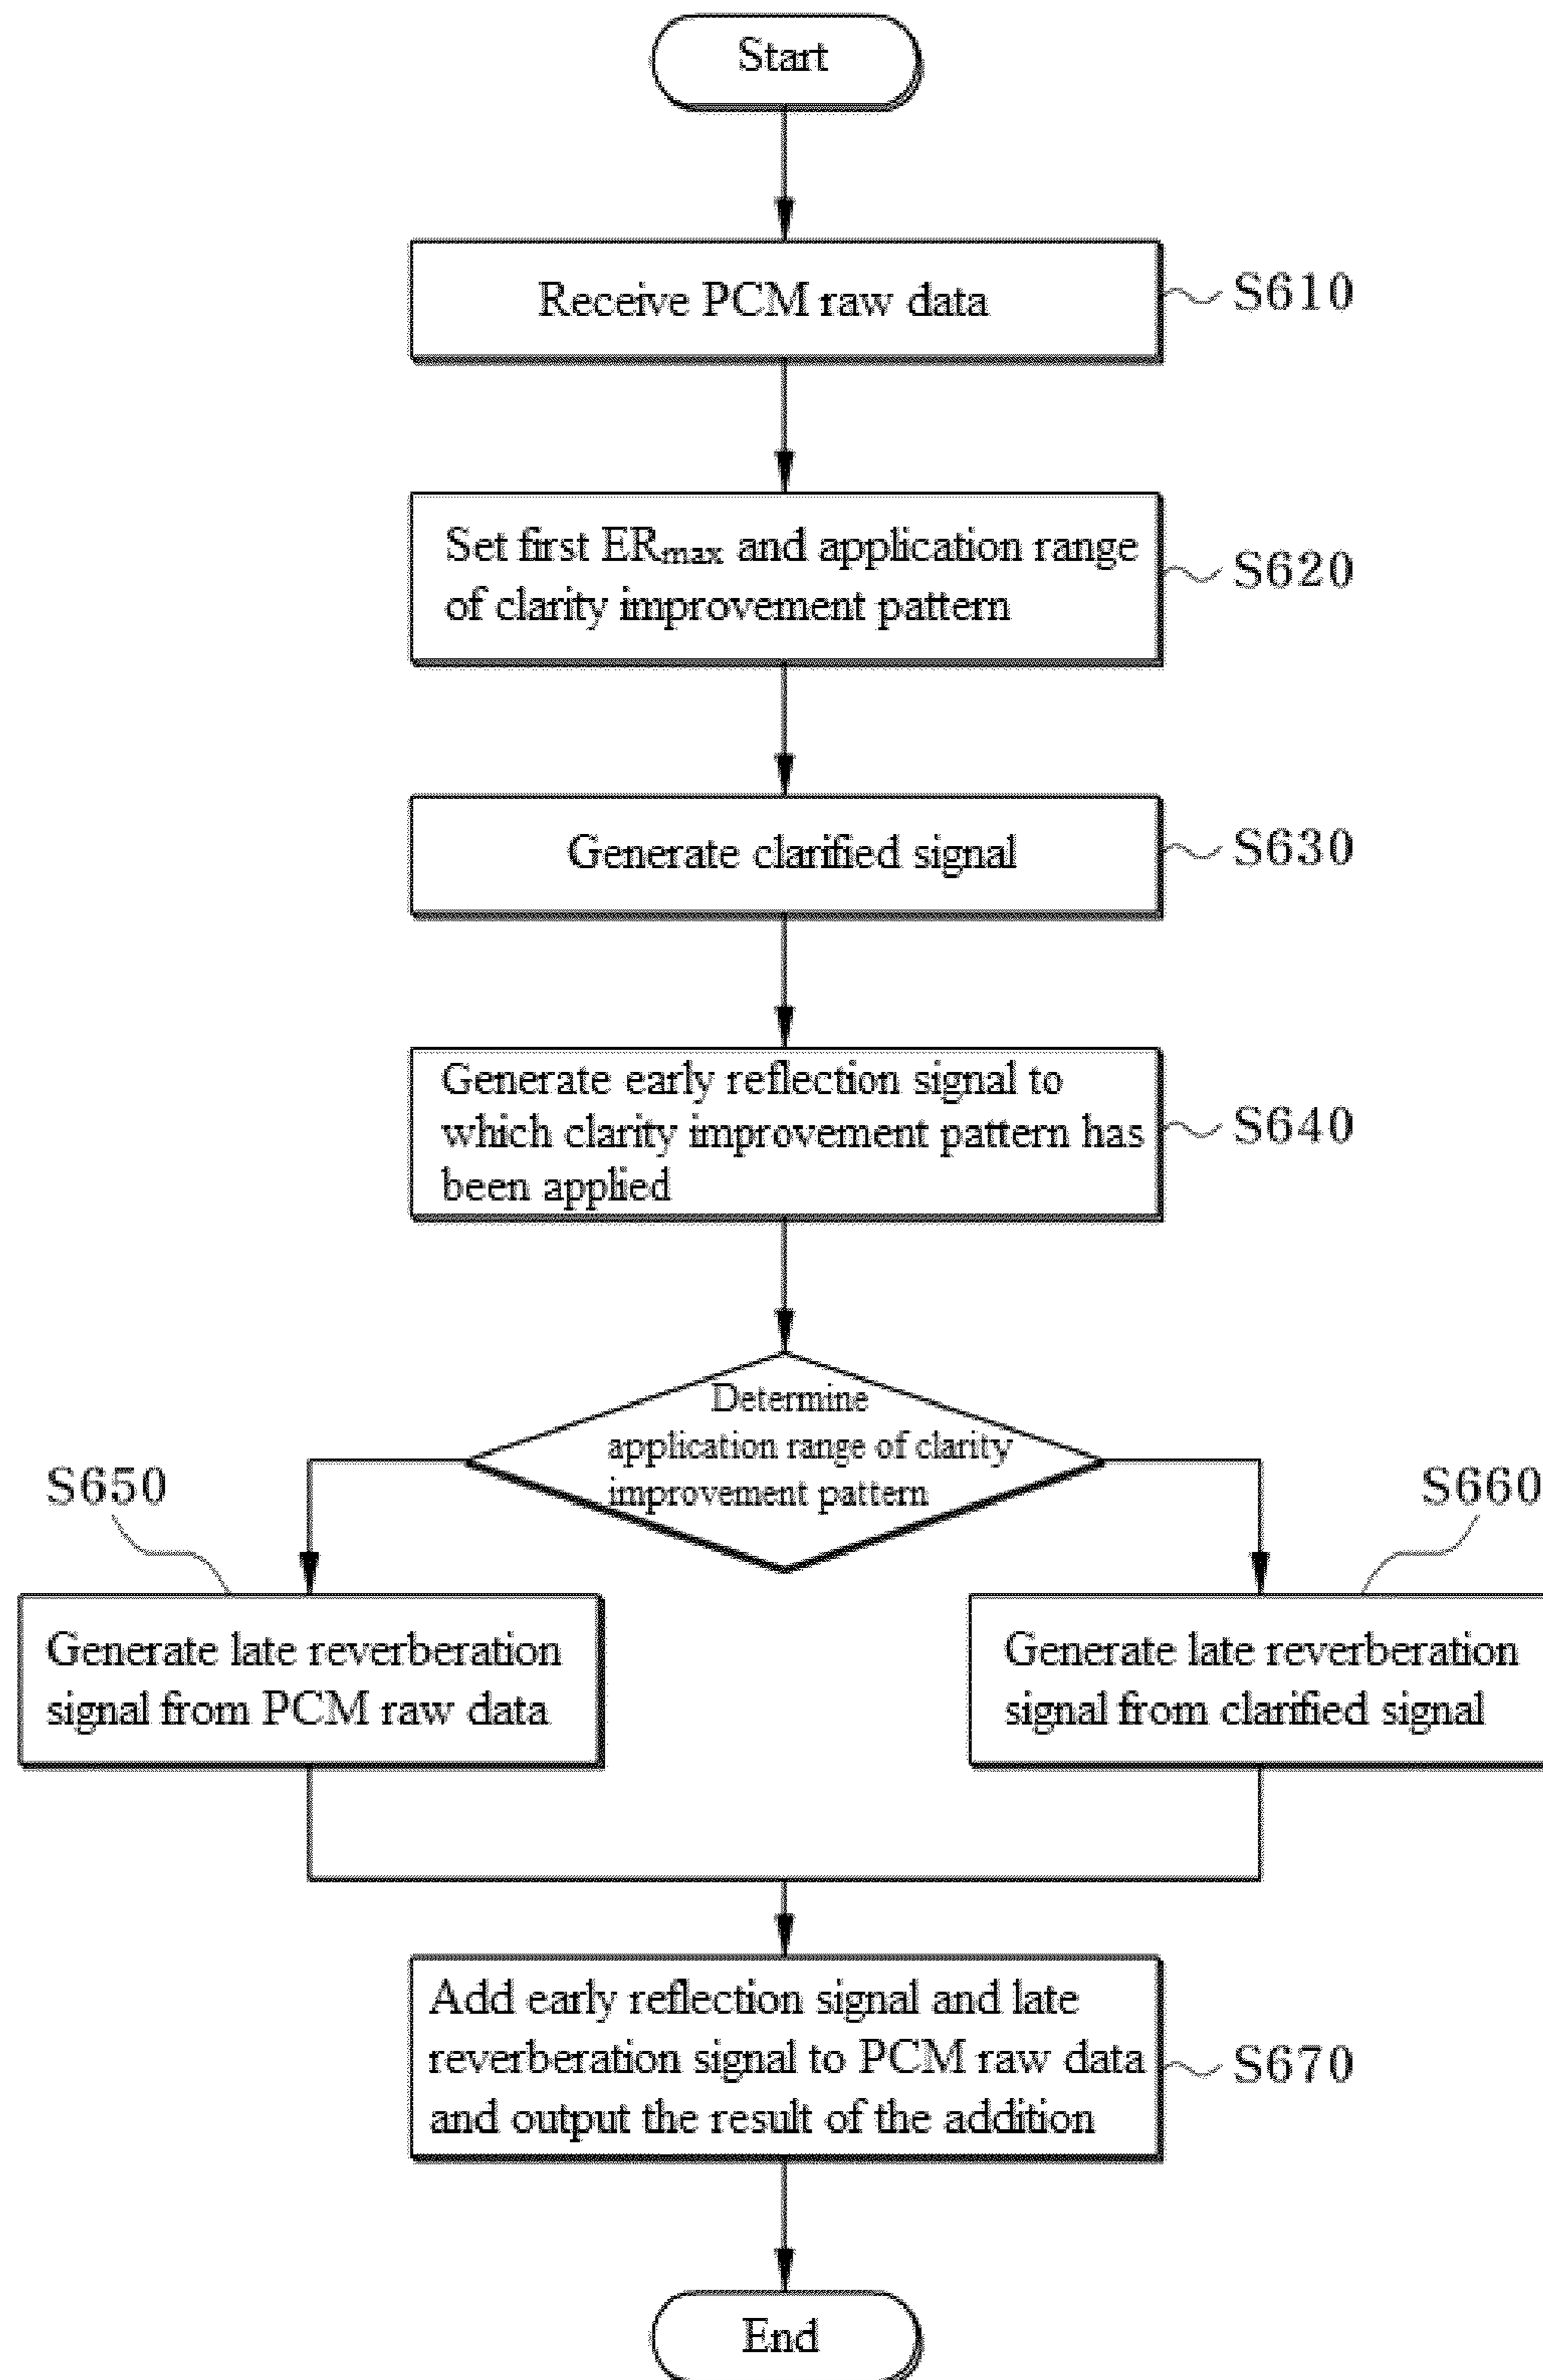 Start
Receive PCM raw data
S610
Set first ERmax and application range
of clarity improvement pattern
S620
Generate clarified signal
S630
Generate early reflection signal to
which clarity improvement pattern has
been applied
S640
Determine
application range of clarity
improvement pattern
S650
S660
Generate late reverberation
signal from PCM raw data
Generate late reverberation
signal from clarified signal
Add early reflection signal and late
reverberation signal to PCM raw data
and output the result of the addition
S670
End